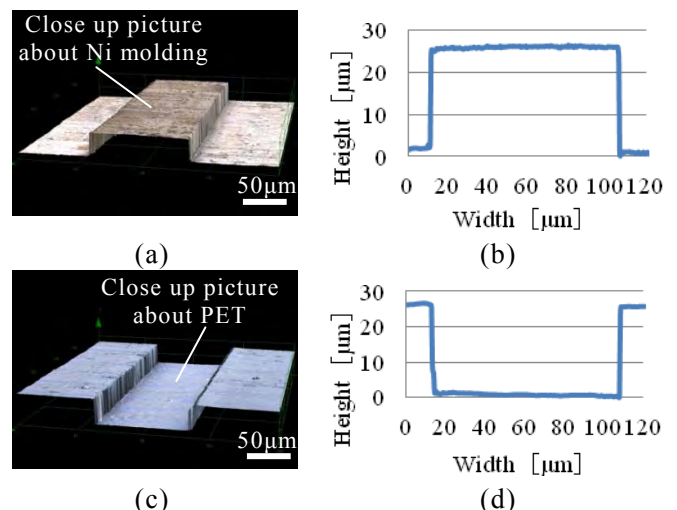 Close up picture
about Ni molding
50μm
(a)
Height [μm]
30
20
10
0
0 20 40 60 80 100 120
Width [μm]
(b)
Close up picture
about PET
50μm
(c)
Height [μm]
30
20
10
0
0 20 40 60 80 100 120
Width [μm]
(d)